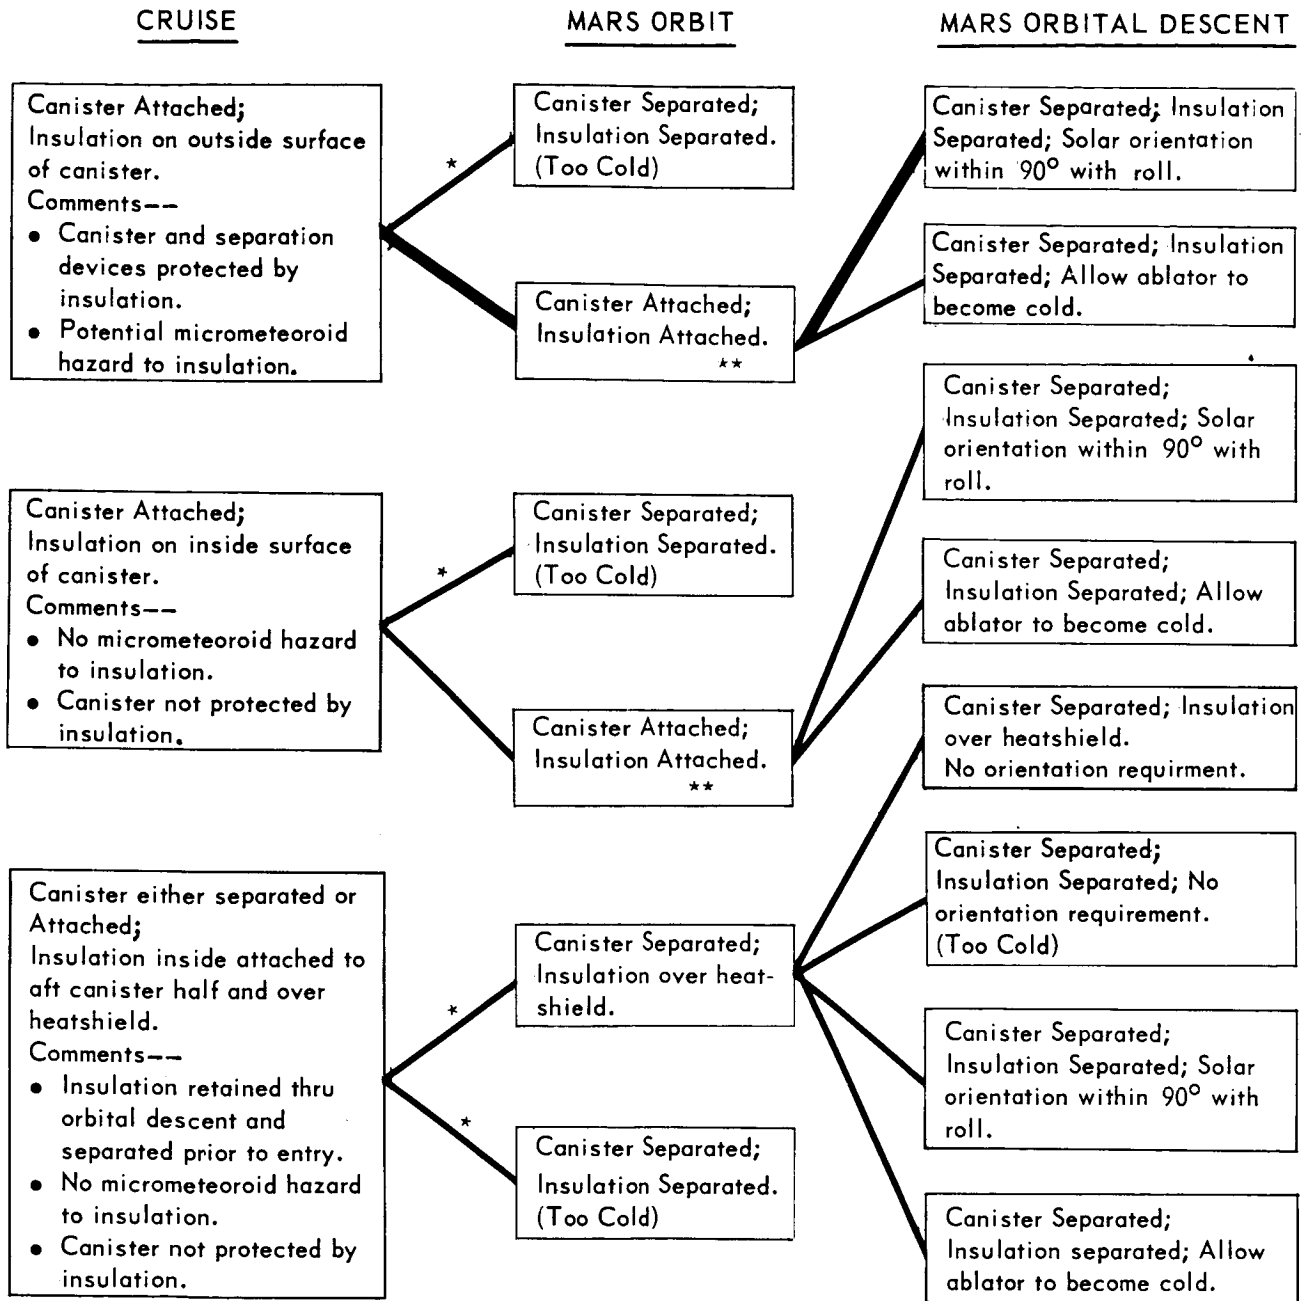 CRUISE
MARS ORBIT
MARS ORBITAL DESCENT
Canister Attached;
Insulation on outside surface
of canister.
Comments--
• Canister and separation
devices protected by
insulation.
• Potential micrometeoroid
hazard to insulation.
*
Canister Separated;
Insulation Separated.
(Too Cold)
Canister Attached;
Insulation Attached.
**
Canister Separated; Insulation
Separated; Solar orientation
within 90° with roll.
Canister Separated; Insulation
Separated; Allow ablator to
become cold.
Canister Attached;
Insulation on inside surface
of canister.
Comments--
• No micrometeoroid hazard
to insulation.
• Canister not protected by
insulation.
*
Canister Separated;
Insulation Separated.
(Too Cold)
Canister Attached;
Insulation Attached.
**
Canister Separated;
Insulation Separated; Solar
orientation within 90° with
roll.
Canister Separated;
Insulation Separated; Allow
ablator to become cold.
Canister either separated or
Attached;
Insulation inside attached to
aft canister half and over
heatshield.
Comments--
• Insulation retained thru
orbital descent and
separated prior to entry.
• No micrometeoroid hazard
to insulation.
• Canister not protected by
insulation.
*
*
Canister Separated;
Insulation over heat-
shield.
Canister Separated;
Insulation Separated.
(Too Cold)
Canister Separated; Insulation
over heatshield.
No orientation requirment.
Canister Separated;
Insulation Separated; No
orientation requirement.
(Too Cold)
Canister Separated;
Insulation Separated; Solar
orientation within 90° with
roll.
Canister Separated;
Insulation separated; Allow
ablator to become cold.